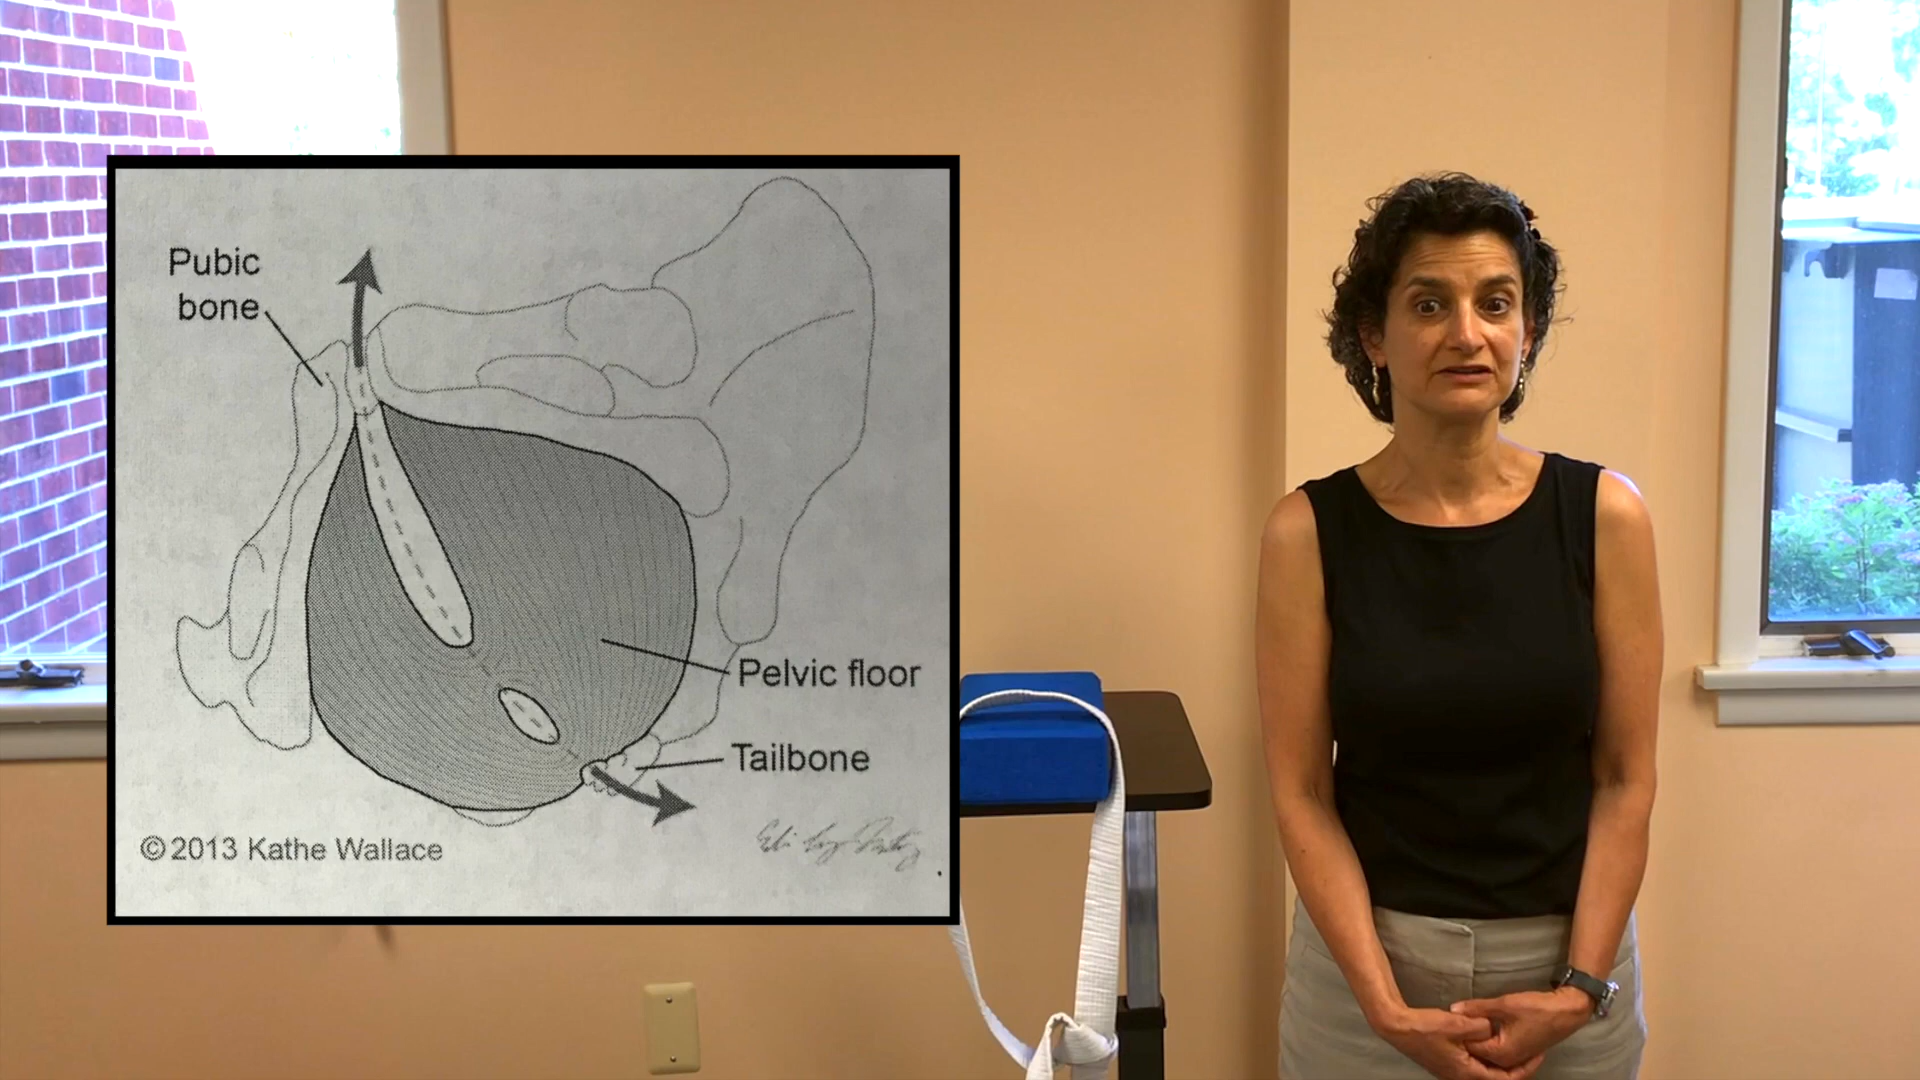 Pubic
bone
Pelvic floor
Tailbone
©2013 Kathe Wallace